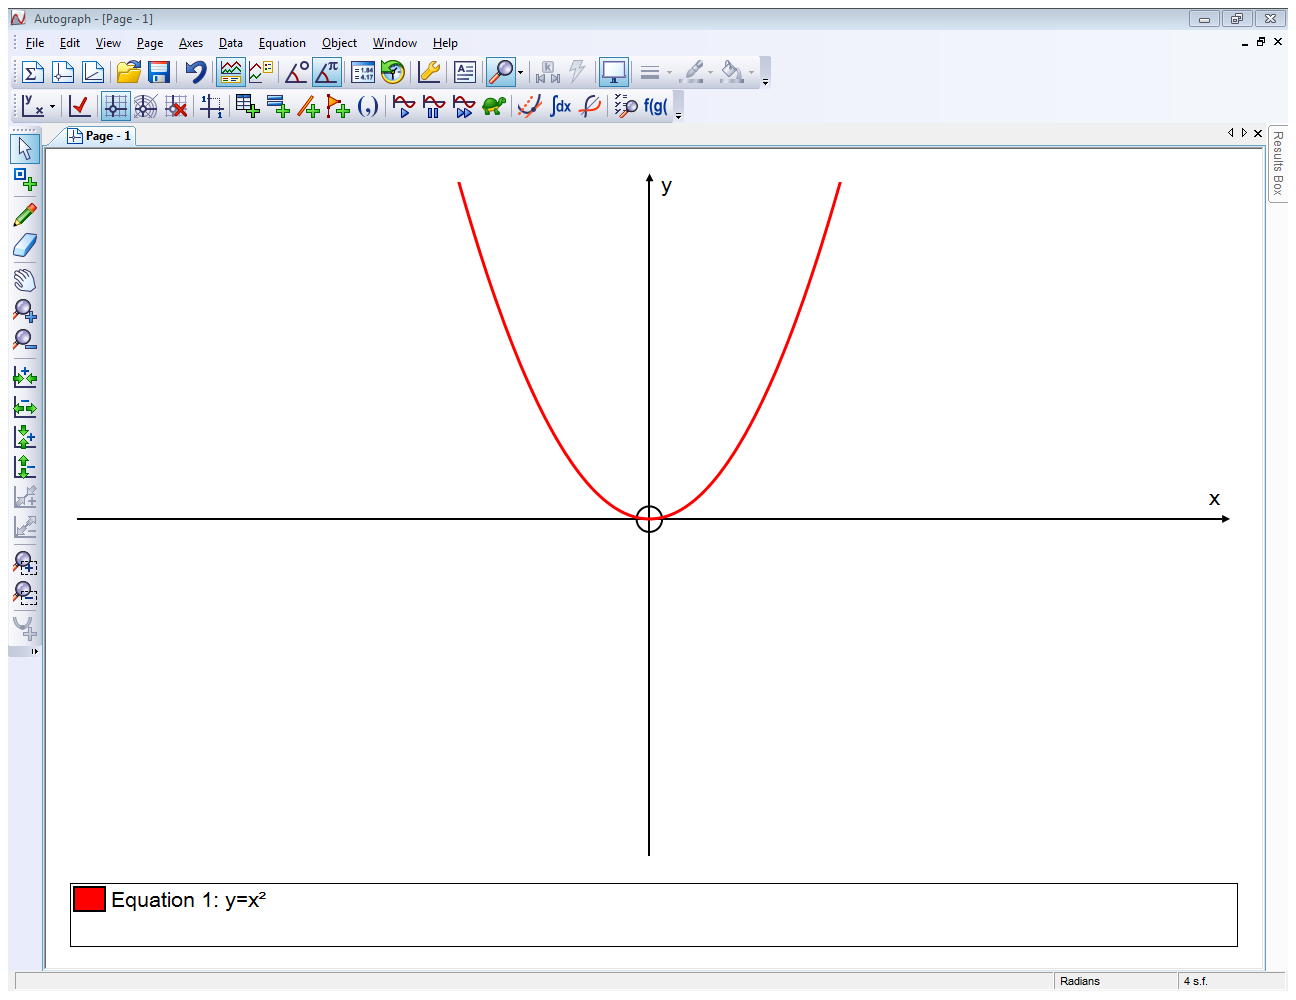 Autograph - [Page - 1]
File Edit View Page Axes Data Equation Object Window Help
y x f(g(
∫dx
Page - 1
Results Box
y
x
Equation 1: y=x²
Radians 4 s.f.